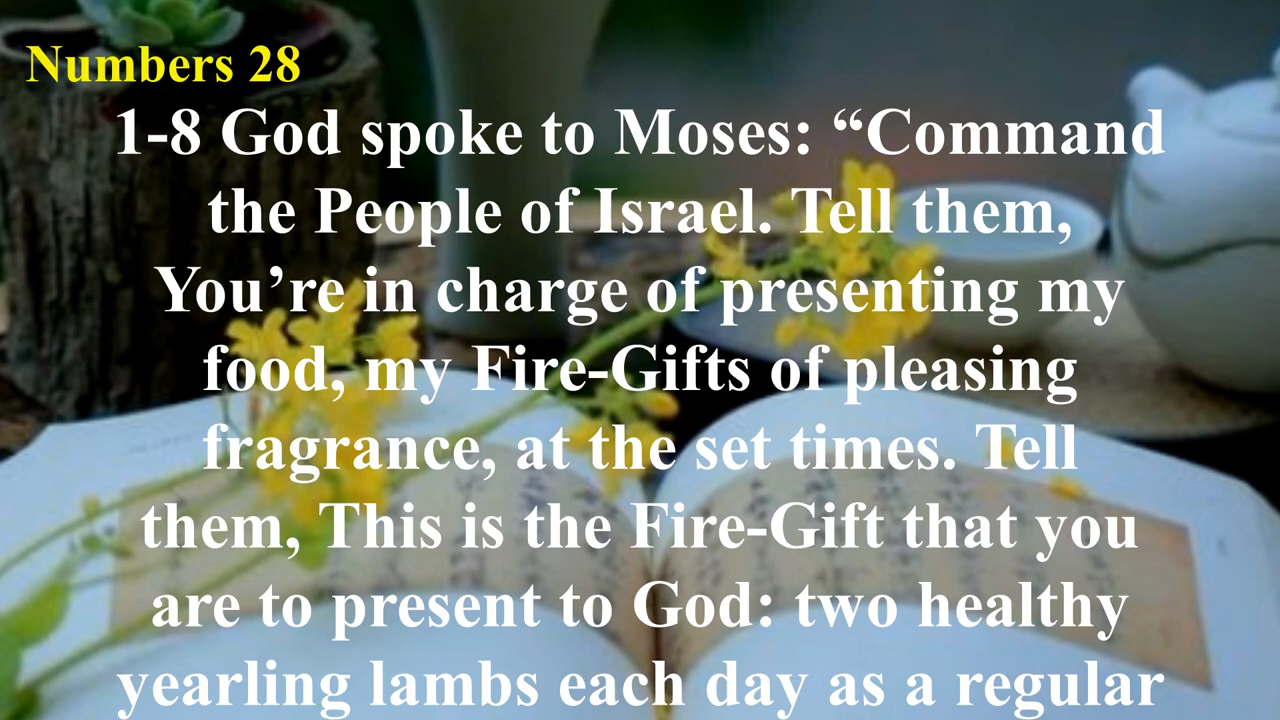 Numbers 28
1-8 God spoke to Moses: “Command
the People of Israel. Tell them,
You’re in charge of presenting my
food, my Fire-Gifts of pleasing
fragrance, at the set times. Tell
them, This is the Fire-Gift that you
are to present to God: two healthy
yearling lambs each day as a regular